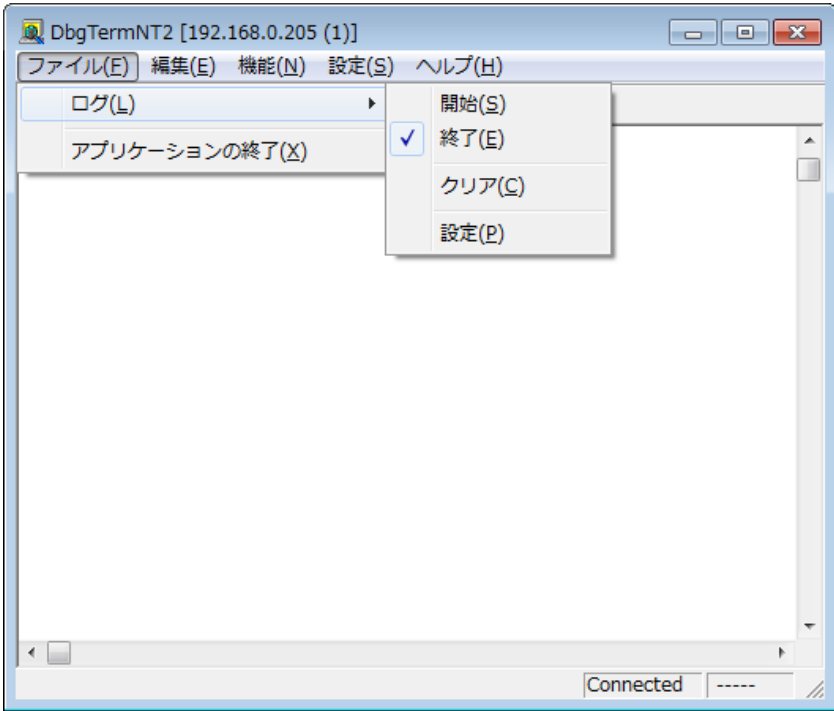 DbgTermNT2 [192.168.0.205 (1)]
ファイル(F) 編集(E) 機能(N) 設定(S) ヘルプ(H)
ログ(L)
アプリケーションの終了(X)
開始(S)
終了(E)
クリア(C)
設定(P)
Connected -----